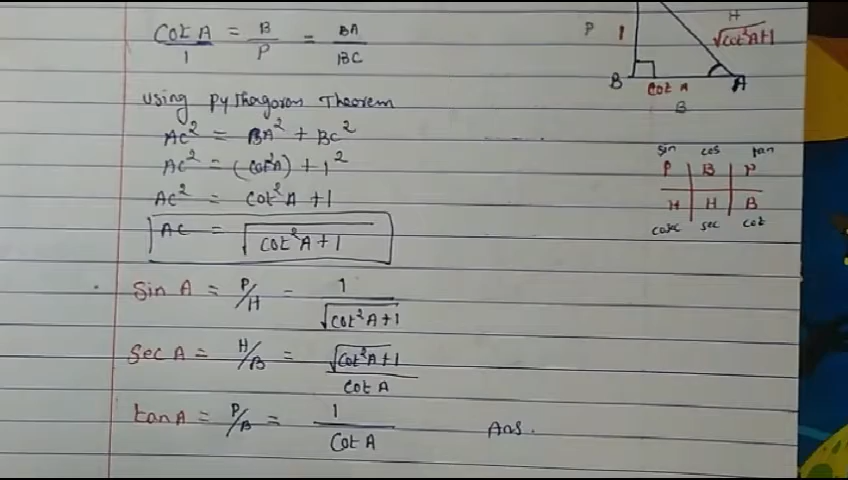 Cot A / 1 = B / P = BA / BC
using pythagoras Theorem
AC² = BA² + BC²
AC² = (cot²A) + 1²
AC² = cot²A + 1
AC = √cot²A + 1
Sin A = P/H = 1 / √cot²A + 1
Sec A = H/B = √cot²A + 1 / cot A
tan A = P/B = 1 / cot A Ans.
H
P 1 √cot²A+1
B cot A A
B
sin cos tan
P B P
H H B
cosec sec cot